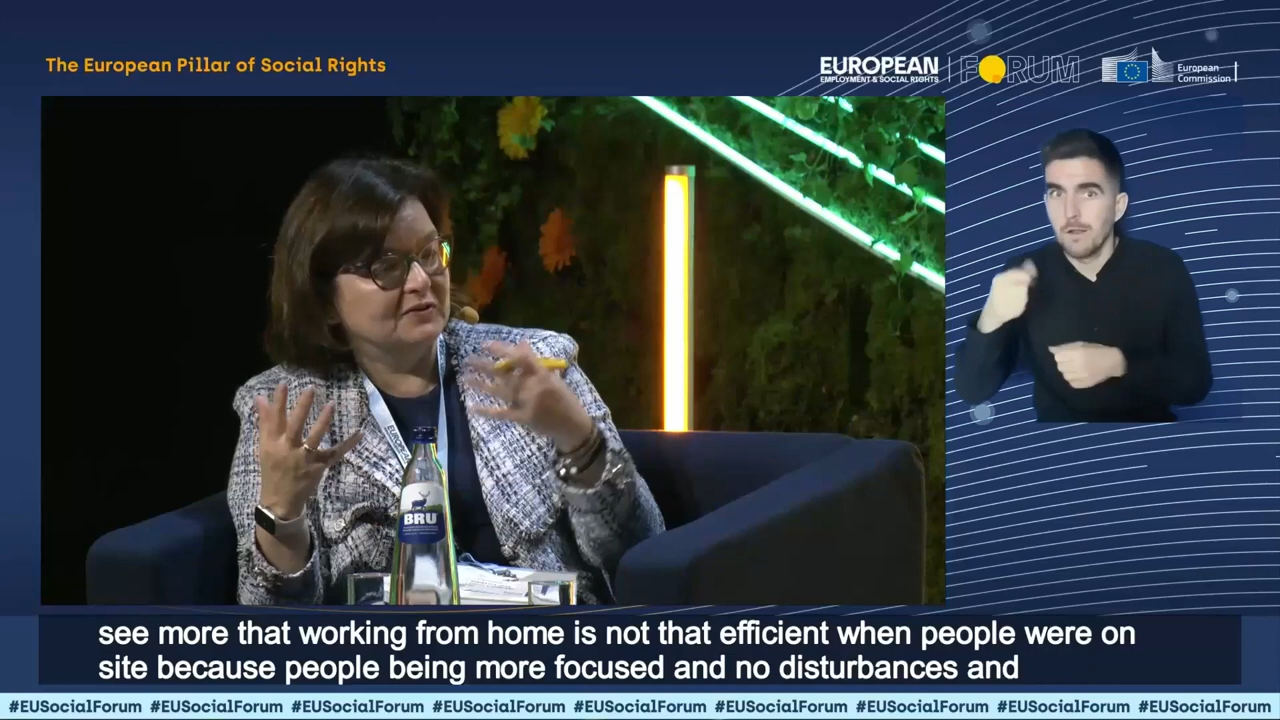 The European Pillar of Social Rights
EUROPEAN
EMPLOYMENT & SOCIAL RIGHTS
FORUM
European
Commission
BRU
see more that working from home is not that efficient when people were on
site because people being more focused and no disturbances and
#EUSocialForum #EUSocialForum #EUSocialForum #EUSocialForum #EUSocialForum #EUSocialForum #EUSocialForum #EUSocialForum #EUSocialForum